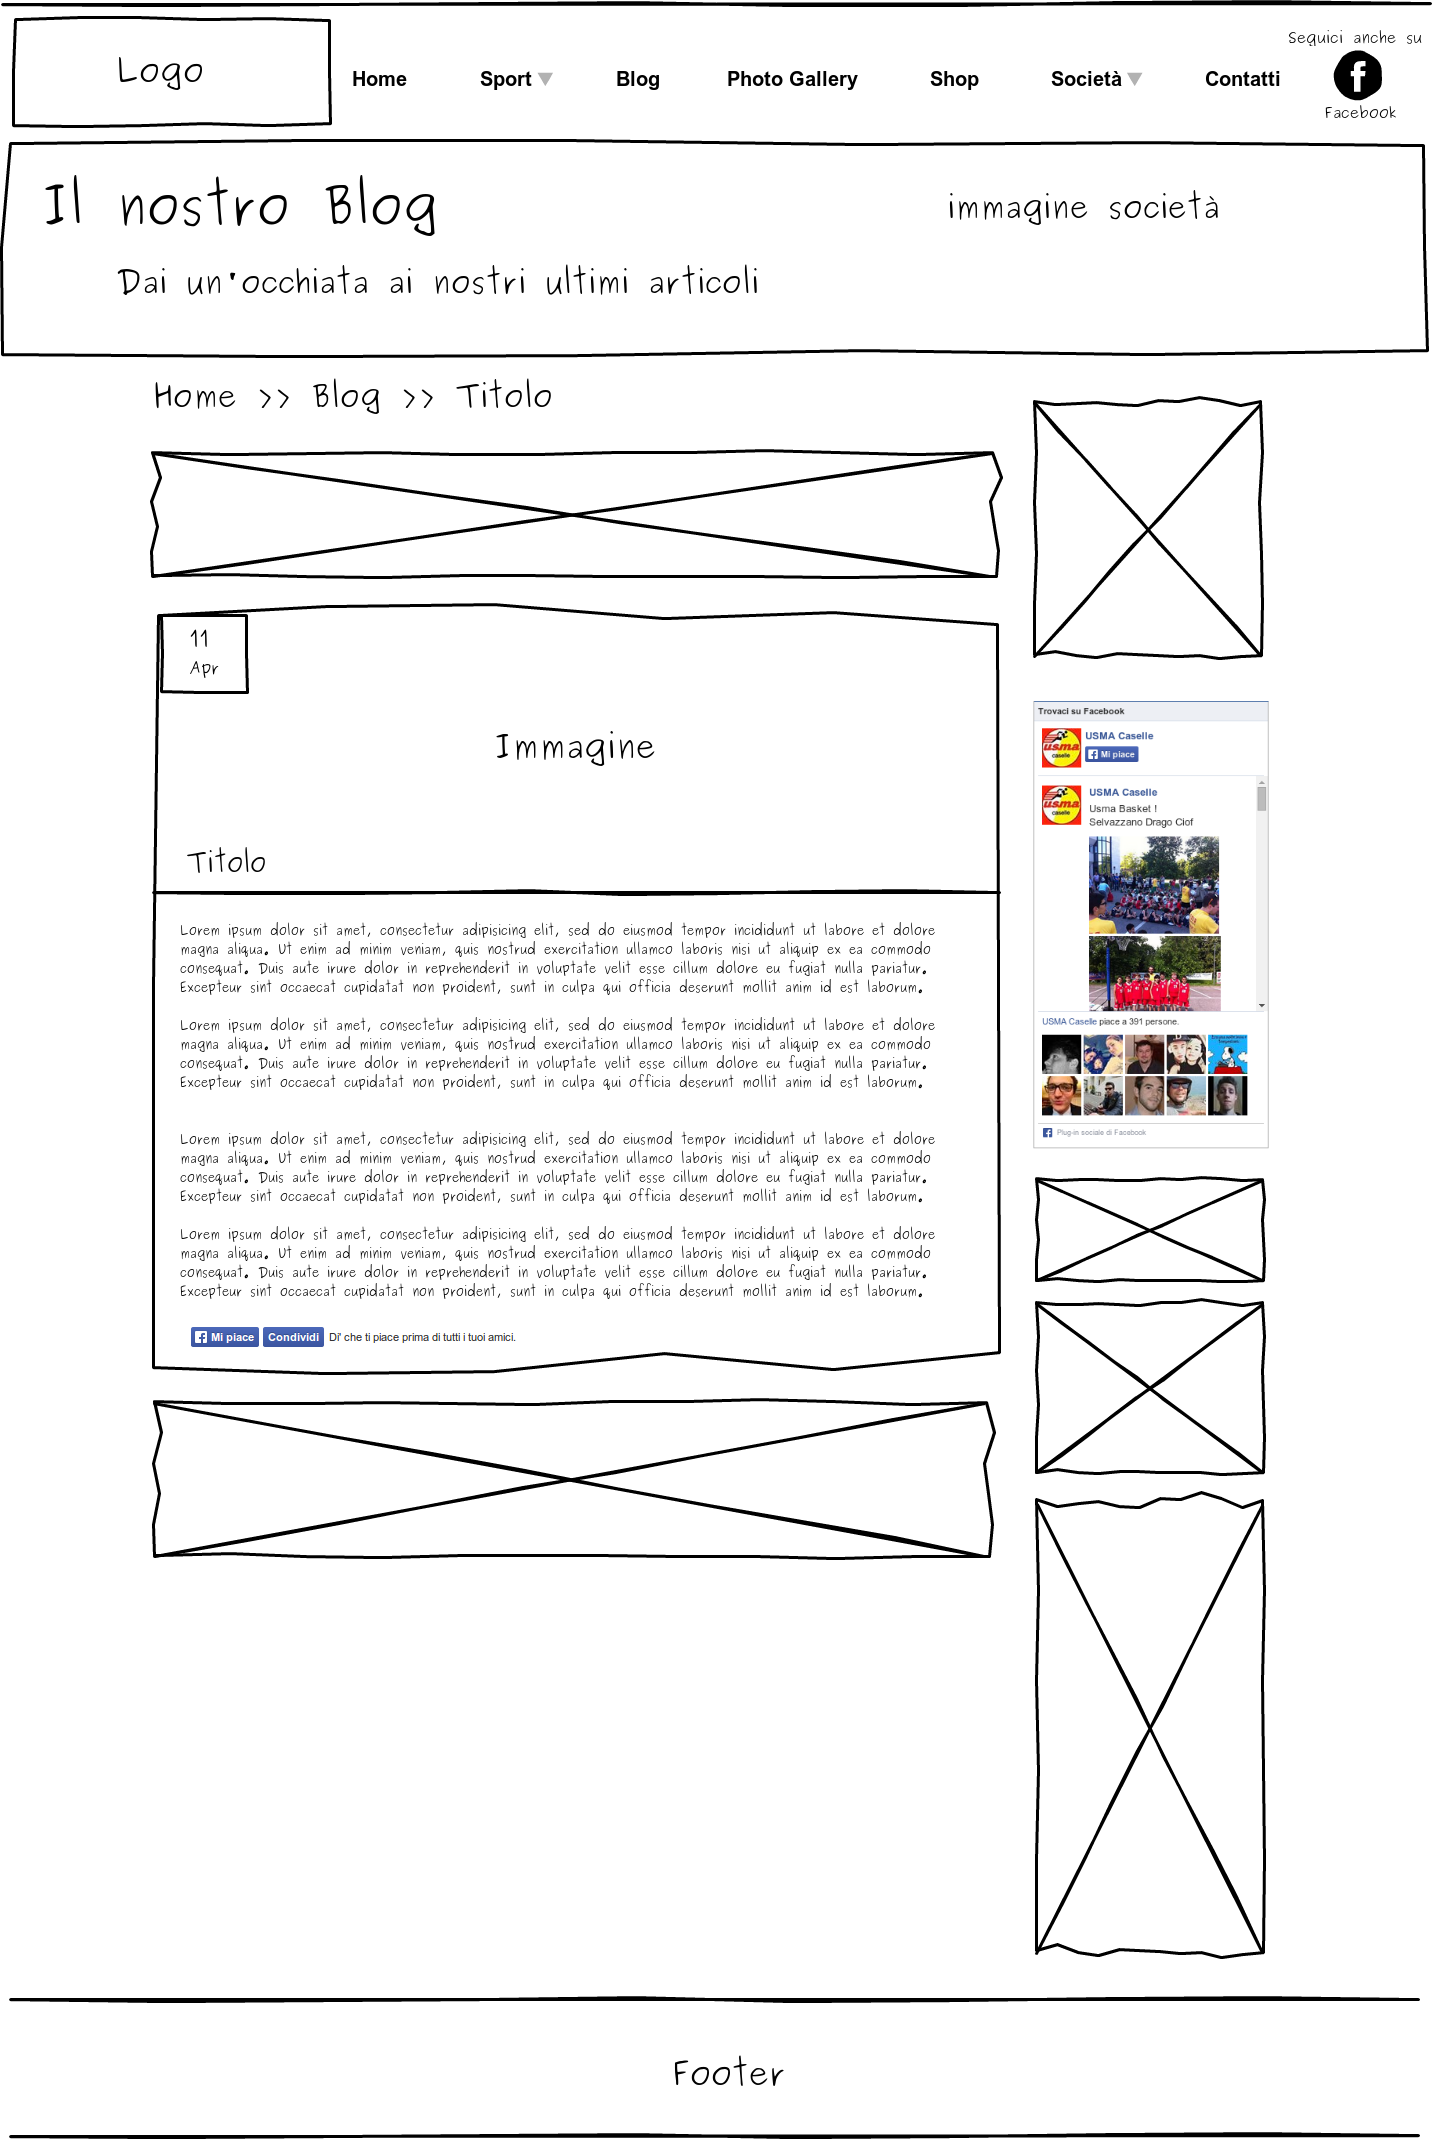 Logo
Home Sport Blog Photo Gallery Shop Società Contatti
Seguici anche su
Facebook
Il nostro Blog
immagine società
Dai un'occhiata ai nostri ultimi articoli
Home >> Blog >> Titolo
11
Apr
Immagine
Titolo
Lorem ipsum dolor sit amet, consectetur adipisicing elit, sed do eiusmod tempor incididunt ut labore et dolore
magna aliqua. Ut enim ad minim veniam, quis nostrud exercitation ullamco laboris nisi ut aliquip ex ea commodo
consequat. Duis aute irure dolor in reprehenderit in voluptate velit esse cillum dolore eu fugiat nulla pariatur.
Excepteur sint occaecat cupidatat non proident, sunt in culpa qui officia deserunt mollit anim id est laborum.
Lorem ipsum dolor sit amet, consectetur adipisicing elit, sed do eiusmod tempor incididunt ut labore et dolore
magna aliqua. Ut enim ad minim veniam, quis nostrud exercitation ullamco laboris nisi ut aliquip ex ea commodo
consequat. Duis aute irure dolor in reprehenderit in voluptate velit esse cillum dolore eu fugiat nulla pariatur.
Excepteur sint occaecat cupidatat non proident, sunt in culpa qui officia deserunt mollit anim id est laborum.
Lorem ipsum dolor sit amet, consectetur adipisicing elit, sed do eiusmod tempor incididunt ut labore et dolore
magna aliqua. Ut enim ad minim veniam, quis nostrud exercitation ullamco laboris nisi ut aliquip ex ea commodo
consequat. Duis aute irure dolor in reprehenderit in voluptate velit esse cillum dolore eu fugiat nulla pariatur.
Excepteur sint occaecat cupidatat non proident, sunt in culpa qui officia deserunt mollit anim id est laborum.
Lorem ipsum dolor sit amet, consectetur adipisicing elit, sed do eiusmod tempor incididunt ut labore et dolore
magna aliqua. Ut enim ad minim veniam, quis nostrud exercitation ullamco laboris nisi ut aliquip ex ea commodo
consequat. Duis aute irure dolor in reprehenderit in voluptate velit esse cillum dolore eu fugiat nulla pariatur.
Excepteur sint occaecat cupidatat non proident, sunt in culpa qui officia deserunt mollit anim id est laborum.
Mi piace Condividi Di' che ti piace prima di tutti i tuoi amici.
Trovaci su Facebook
usma
caselle
USMA Caselle
Mi piace
usma
caselle
USMA Caselle
Usma Basket !
Selvazzano Drago Ciof
USMA Caselle piace a 391 persone.
Plug-in sociale di Facebook
Footer